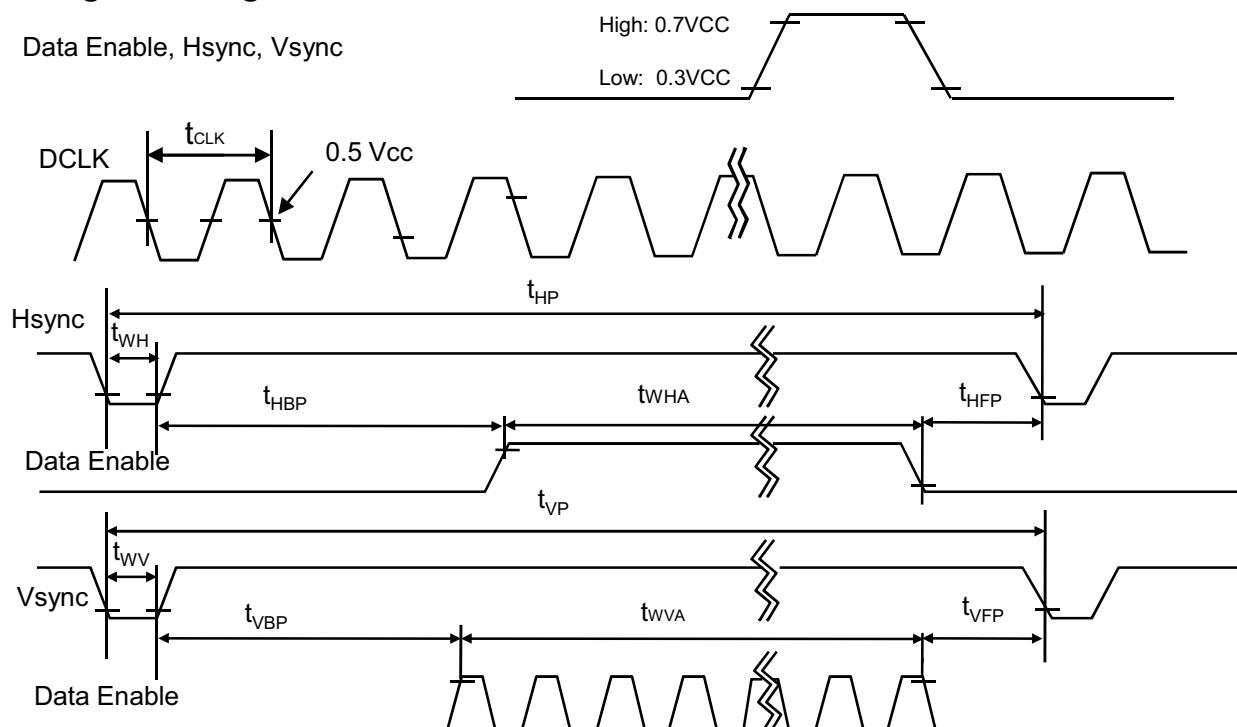 Data Enable, Hsync, Vsync
High: 0.7VCC
Low: 0.3VCC
tCLK
DCLK
0.5 Vcc
tHP
Hsync
tWH
tHBP
tWHA
tHFP
Data Enable
tVP
tWV
Vsync
tVBP
tWVA
tVFP
Data Enable